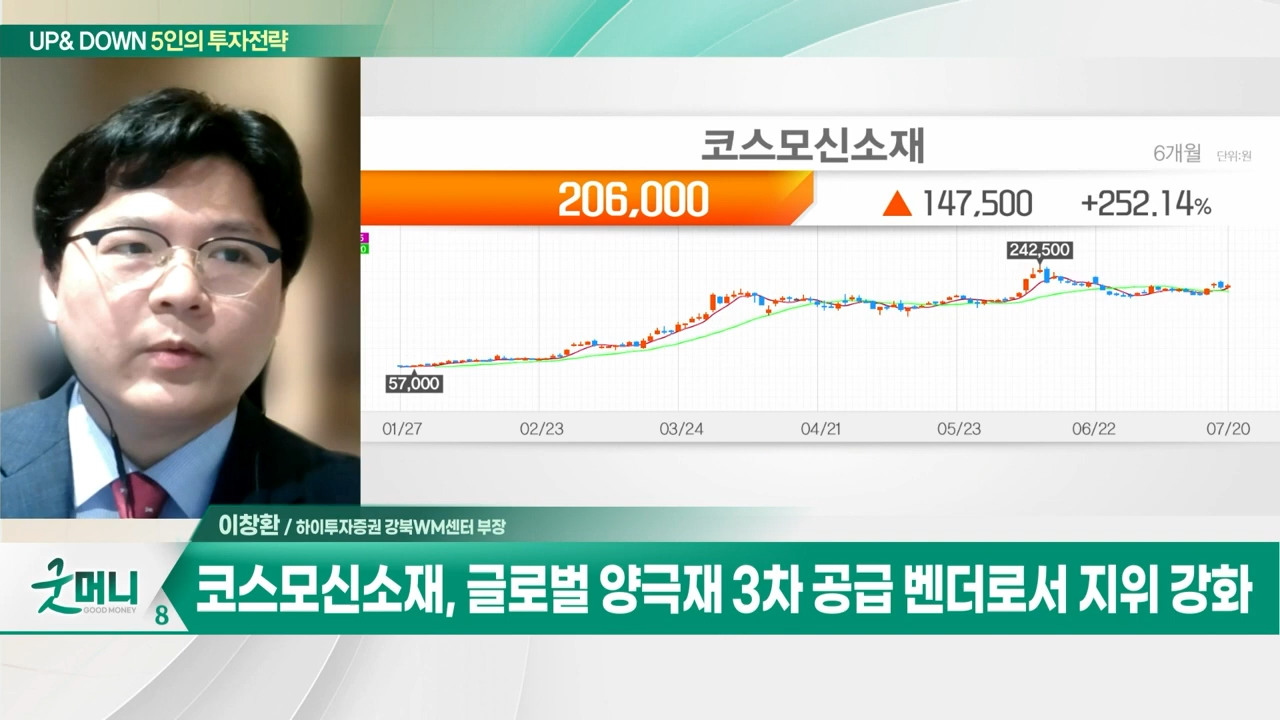 UP& DOWN 5인의 투자전략
코스모신소재
6개월 단위:원
206,000 ▲ 147,500 +252.14%
242,500
57,000
01/27 02/23 03/24 04/21 05/23 06/22 07/20
이창환 / 하이투자증권 강북WM센터 부장
굿머니
GOOD MONEY
8
코스모신소재, 글로벌 양극재 3차 공급 벤더로서 지위 강화